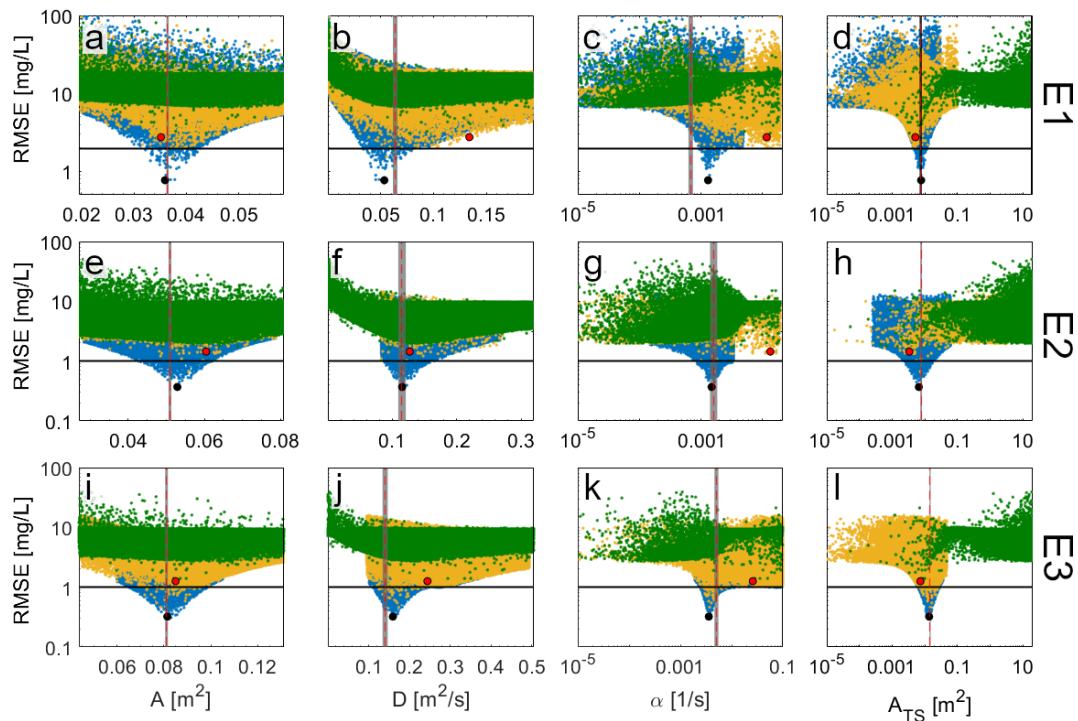 a b c d E1
RMSE [mg/L] 100 10 1
0.02 0.03 0.04 0.05 0.05 0.10 0.15 10^-5 0.001 10^-5 0.001 0.10 10
e f g h E2
RMSE [mg/L] 100 10 1 0.1
0.04 0.06 0.08 0.1 0.2 0.3 10^-5 0.001 10^-5 0.001 0.1 10
i j k l E3
RMSE [mg/L] 100 10 1 0.1
0.06 0.08 0.1 0.12 0.1 0.2 0.3 0.4 0.5 10^-5 0.001 0.1 10^-5 0.001 0.1 10
A [m^2] D [m^2/s] α [1/s] A_TS [m^2]